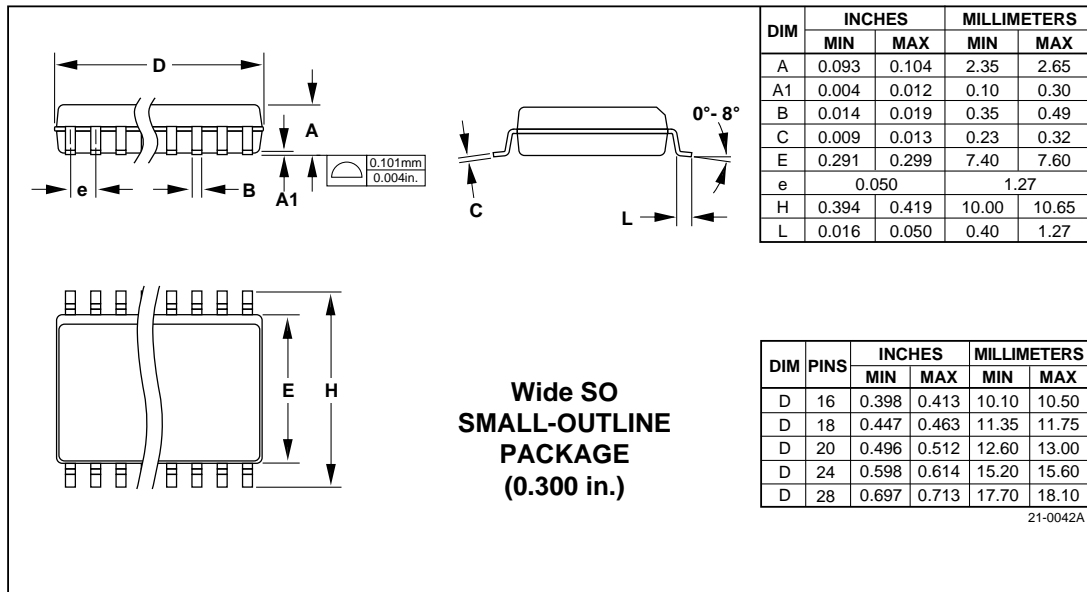 D
A
e
B
A1
0.101mm
0.004in.
0°- 8°
C
L
E
H
Wide SO
SMALL-OUTLINE
PACKAGE
(0.300 in.)
DIM INCHES MILLIMETERS
MIN MAX MIN MAX
A 0.093 0.104 2.35 2.65
A1 0.004 0.012 0.10 0.30
B 0.014 0.019 0.35 0.49
C 0.009 0.013 0.23 0.32
E 0.291 0.299 7.40 7.60
e 0.050 1.27
H 0.394 0.419 10.00 10.65
L 0.016 0.050 0.40 1.27
DIM PINS INCHES MILLIMETERS
MIN MAX MIN MAX
D 16 0.398 0.413 10.10 10.50
D 18 0.447 0.463 11.35 11.75
D 20 0.496 0.512 12.60 13.00
D 24 0.598 0.614 15.20 15.60
D 28 0.697 0.713 17.70 18.10
21-0042A